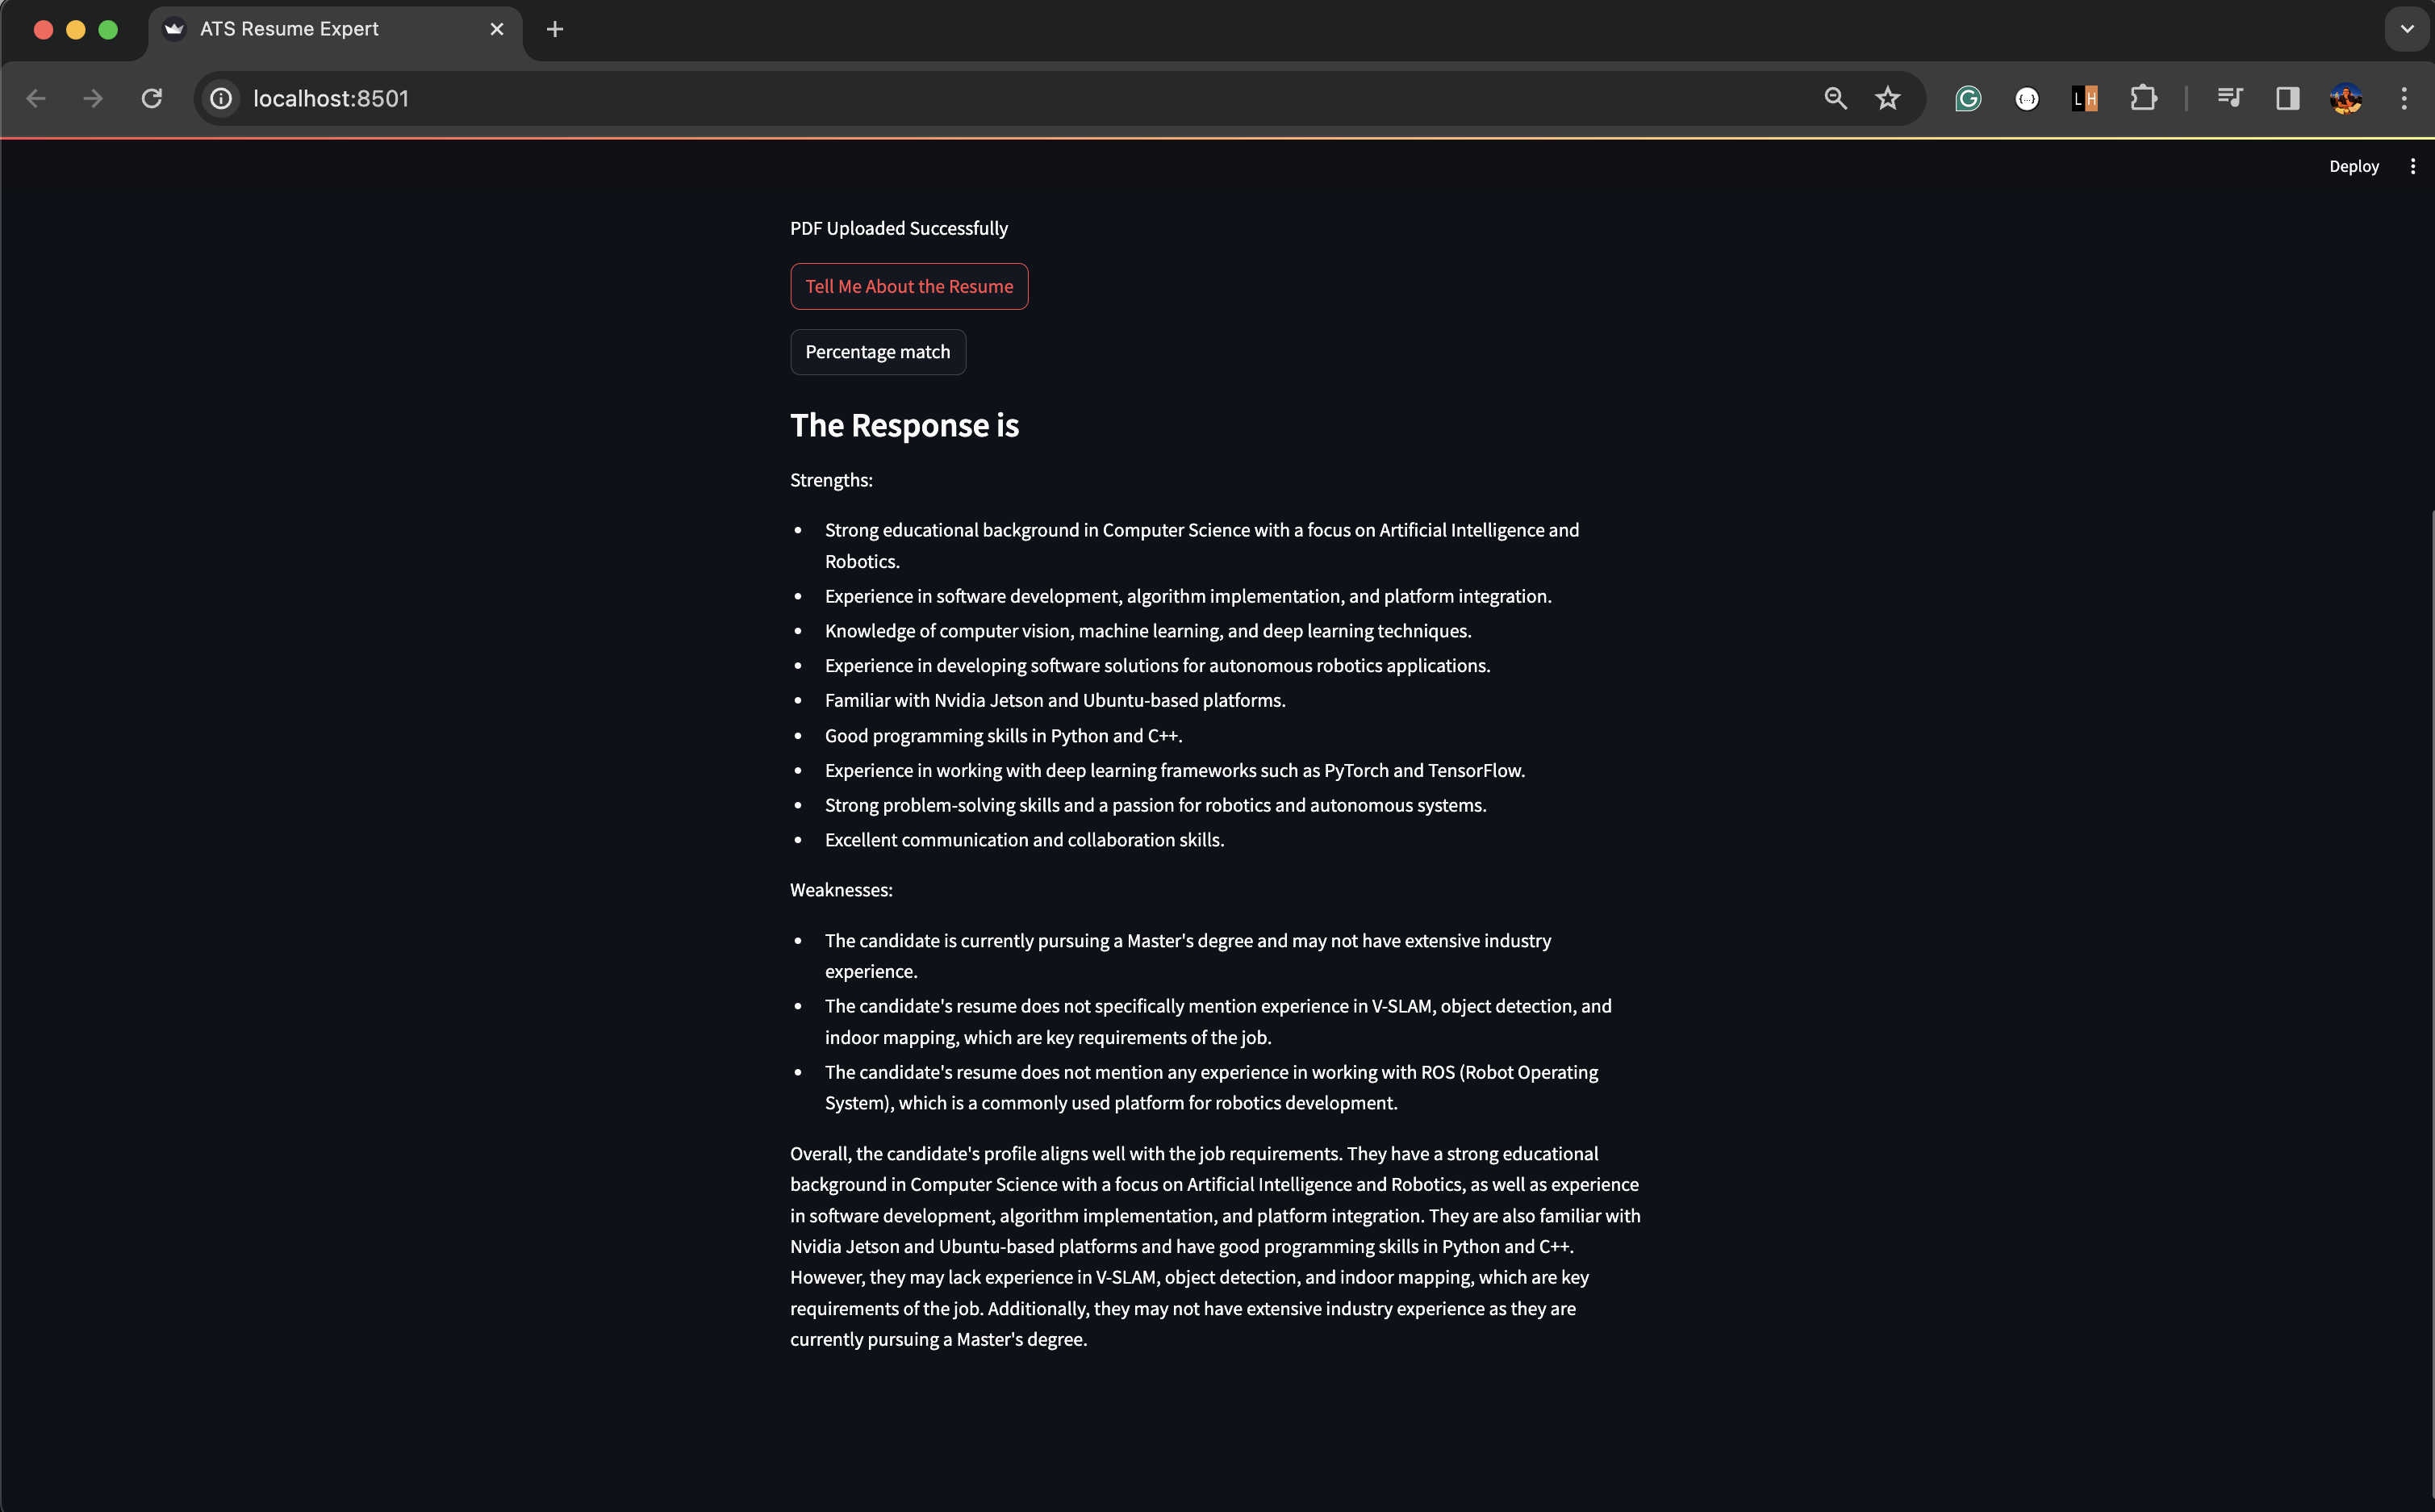 ATS Resume Expert
localhost:8501
L H
Deploy
PDF Uploaded Successfully
Tell Me About the Resume
Percentage match
The Response is
Strengths:
• Strong educational background in Computer Science with a focus on Artificial Intelligence and
Robotics.
• Experience in software development, algorithm implementation, and platform integration.
• Knowledge of computer vision, machine learning, and deep learning techniques.
• Experience in developing software solutions for autonomous robotics applications.
• Familiar with Nvidia Jetson and Ubuntu-based platforms.
• Good programming skills in Python and C++.
• Experience in working with deep learning frameworks such as PyTorch and TensorFlow.
• Strong problem-solving skills and a passion for robotics and autonomous systems.
• Excellent communication and collaboration skills.
Weaknesses:
• The candidate is currently pursuing a Master's degree and may not have extensive industry
experience.
• The candidate's resume does not specifically mention experience in V-SLAM, object detection, and
indoor mapping, which are key requirements of the job.
• The candidate's resume does not mention any experience in working with ROS (Robot Operating
System), which is a commonly used platform for robotics development.
Overall, the candidate's profile aligns well with the job requirements. They have a strong educational
background in Computer Science with a focus on Artificial Intelligence and Robotics, as well as experience
in software development, algorithm implementation, and platform integration. They are also familiar with
Nvidia Jetson and Ubuntu-based platforms and have good programming skills in Python and C++.
However, they may lack experience in V-SLAM, object detection, and indoor mapping, which are key
requirements of the job. Additionally, they may not have extensive industry experience as they are
currently pursuing a Master's degree.